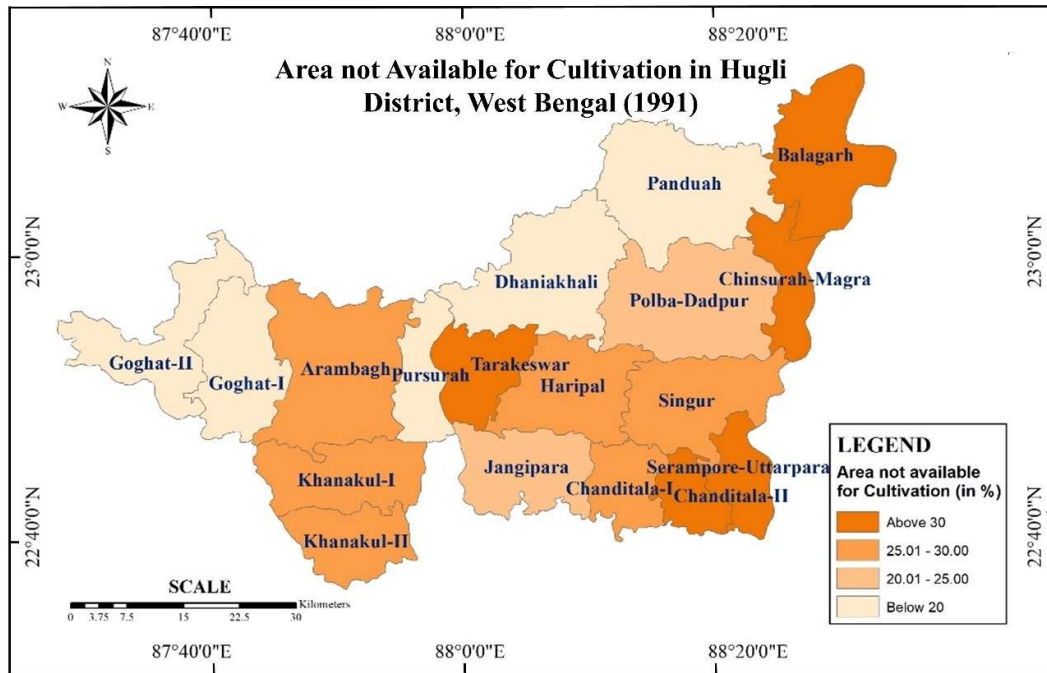 87°40'0"E 88°0'0"E 88°20'0"E
Area not Available for Cultivation in Hugli
District, West Bengal (1991)
N
W E
S
Balagarh
Panduah
23°0'0"N
23°0'0"N
Dhaniakhali
Chinsurah-Magra
Polba-Dadpur
Goghat-II
Goghat-I
Arambagh
Pursurah
Tarakeswar
Haripal
Singur
Jangipara
Serampore-Uttarpara
Khanakul-I
Chanditala-I
Chanditala-II
Khanakul-II
22°40'0"N
22°40'0"N
LEGEND
Area not available
for Cultivation (in %)
Above 30
25.01 - 30.00
20.01 - 25.00
Below 20
SCALE
Kilometers
0 3.75 7.5 15 22.5 30
87°40'0"E 88°0'0"E 88°20'0"E